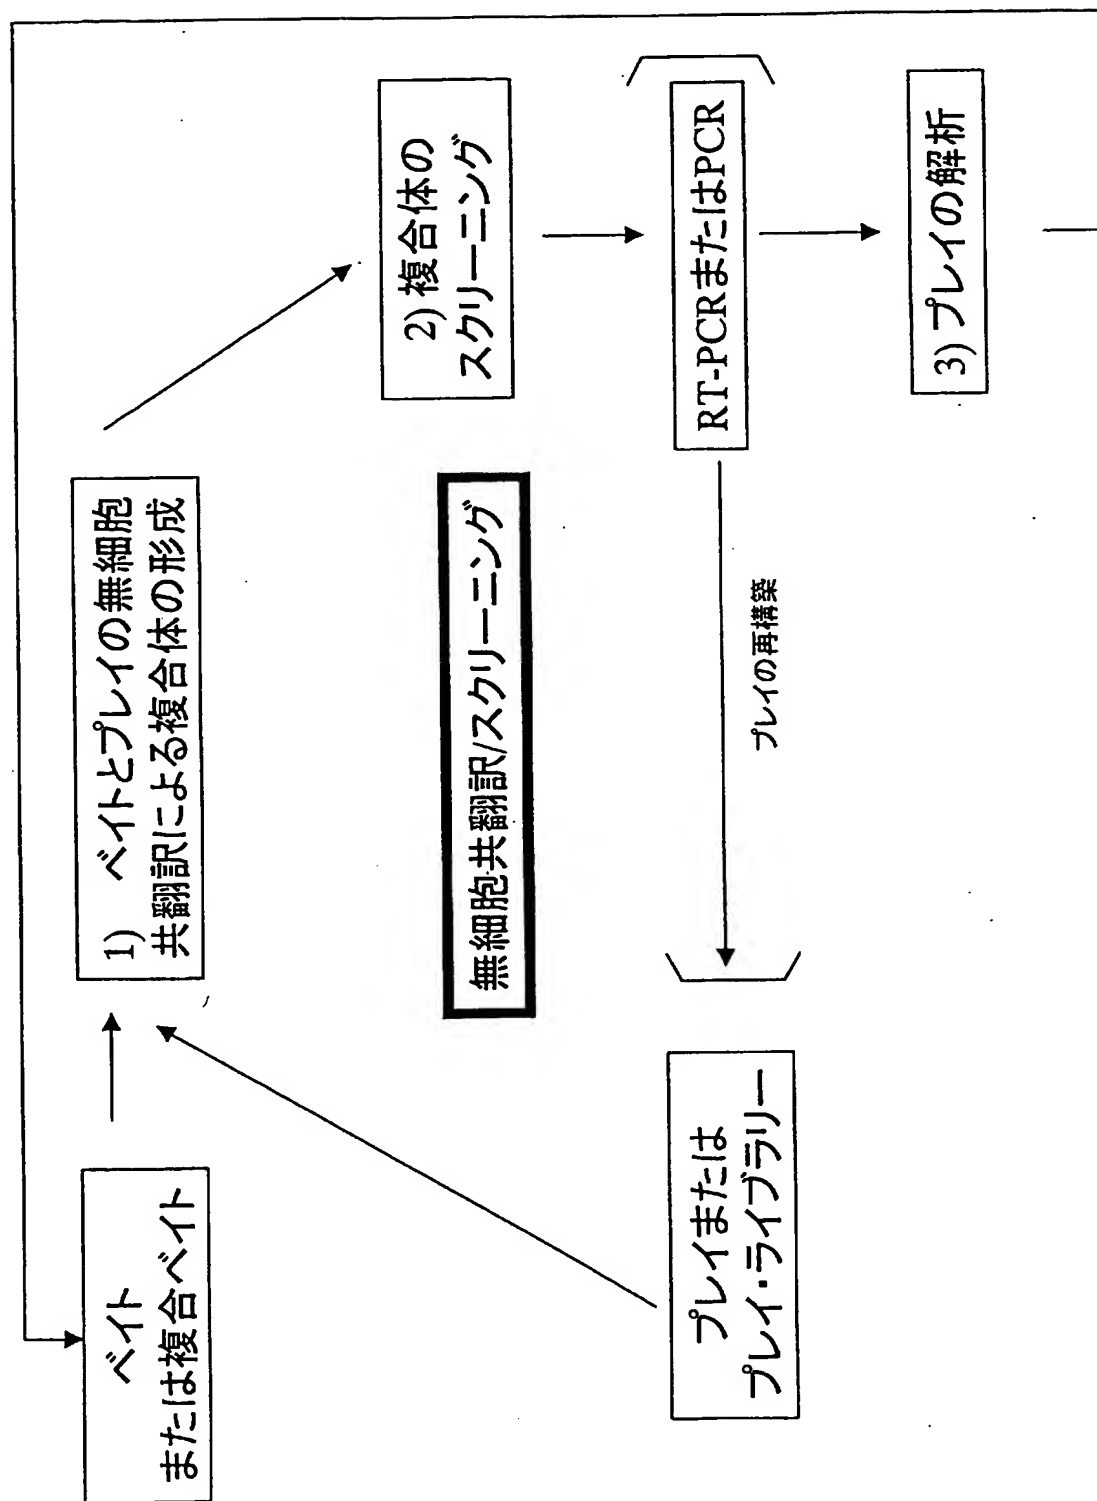 ベイト
または複合ベイト
1) ベイトとプレイの無細胞
共翻訳による複合体の形成
2) 複合体の
スクリーニング
無細胞共翻訳/スクリーニング
プレイまたは
プレイ・ライブラリー
RT-PCRまたはPCR
プレイの再構築
3) プレイの解析